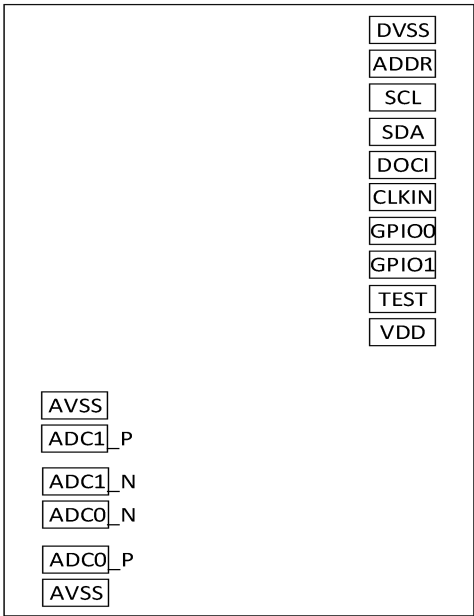 DVSS
ADDR
SCL
SDA
DOCI
CLKIN
GPIO0
GPIO1
TEST
VDD
AVSS
ADC1_P
ADC1_N
ADC0_N
ADC0_P
AVSS